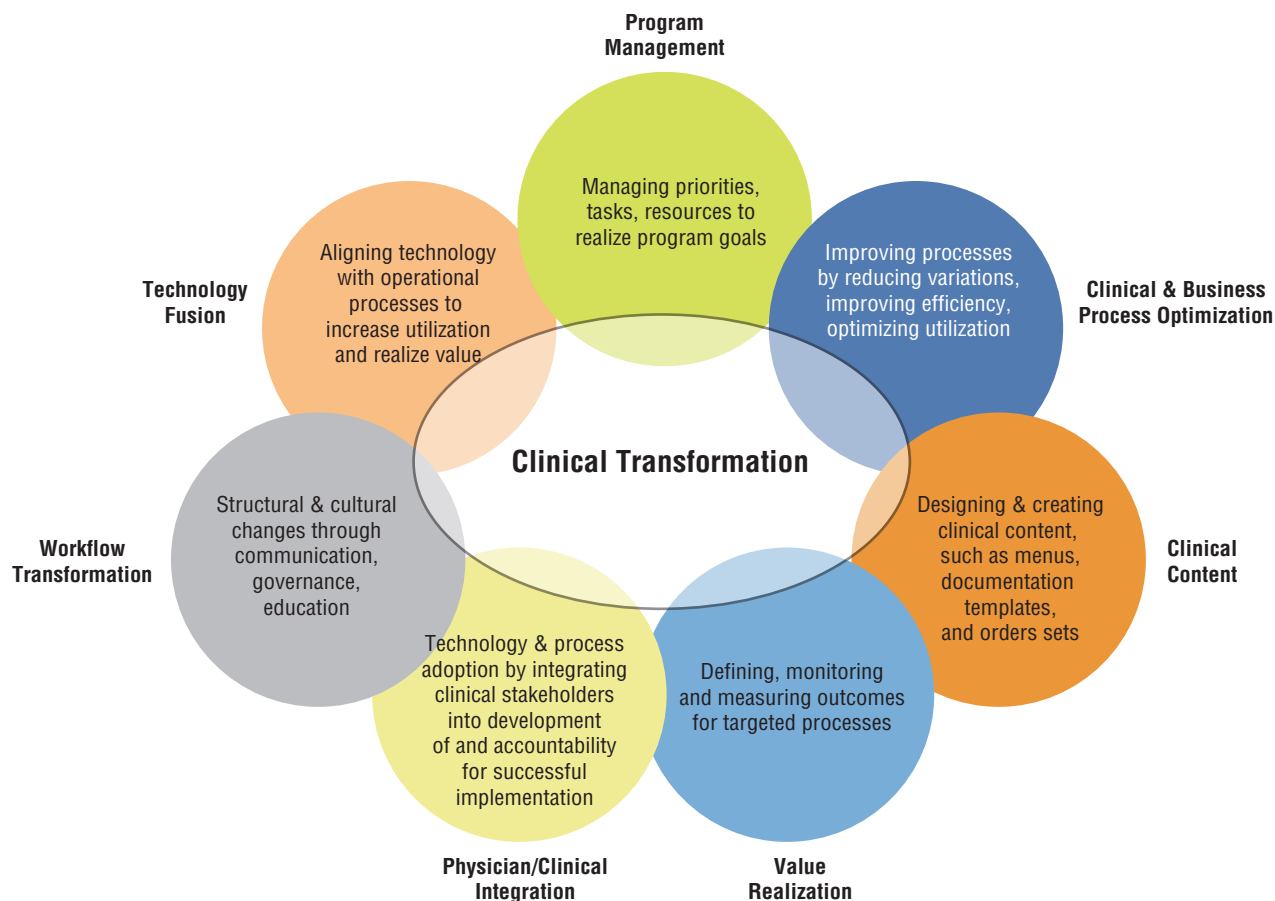 Program
Management
Managing priorities,
tasks, resources to
realize program goals
Improving processes
by reducing variations,
improving efficiency,
optimizing utilization
Clinical & Business
Process Optimization
Aligning technology
with operational
processes to
increase utilization
and realize value
Technology
Fusion
Clinical Transformation
Designing & creating
clinical content,
such as menus,
documentation
templates,
and orders sets
Clinical
Content
Structural & cultural
changes through
communication,
governance,
education
Workflow
Transformation
Technology & process
adoption by integrating
clinical stakeholders
into development
of and accountability
for successful
implementation
Physician/Clinical
Integration
Defining, monitoring
and measuring outcomes
for targeted processes
Value
Realization